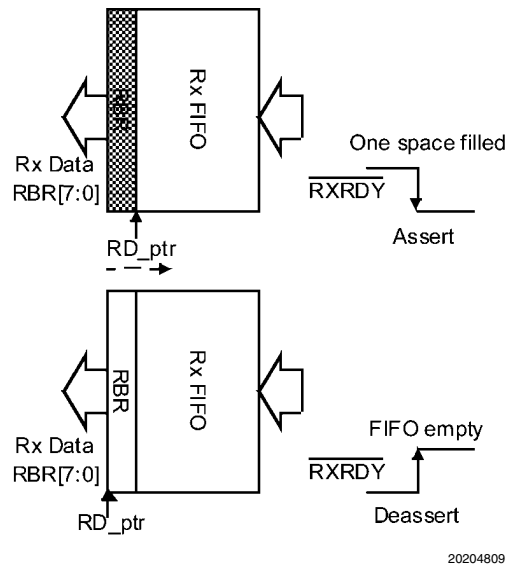 RBR
Rx FIFO
Rx Data
RBR[7:0]
One space filled
RXRDY
Assert
RD_ptr
RBR
Rx FIFO
Rx Data
RBR[7:0]
FIFO empty
RXRDY
Deassert
RD_ptr
20204809